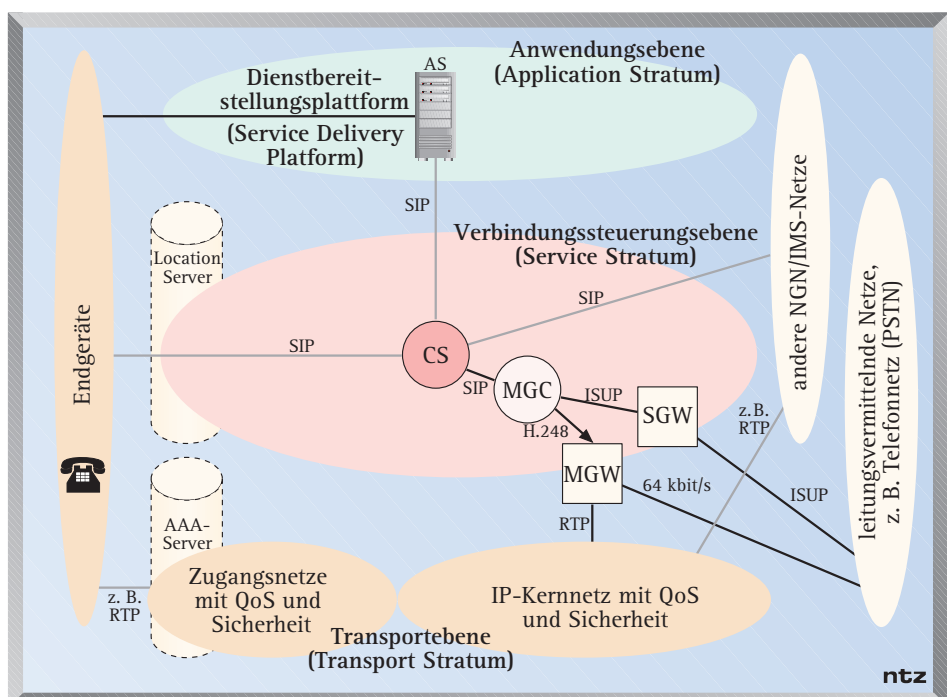 Anwendungsebene
(Application Stratum)
AS
Dienstbereit-
stellungsplattform
(Service Delivery
Platform)
SIP
Verbindungssteuerungsebene
(Service Stratum)
Location
Server
Endgeräte
SIP
SIP
CS
SIP
MGC
ISUP
SGW
H.248
MGW
andere NGN/IMS-Netze
leitungsvermittelnde Netze,
z. B. Telefonnetz (PSTN)
z. B.
RTP
64 kbit/s
ISUP
RTP
AAA-
Server
z. B.
RTP
Zugangsnetze
mit QoS und
Sicherheit
IP-Kernnetz mit QoS
und Sicherheit
Transportebene
(Transport Stratum)
ntz